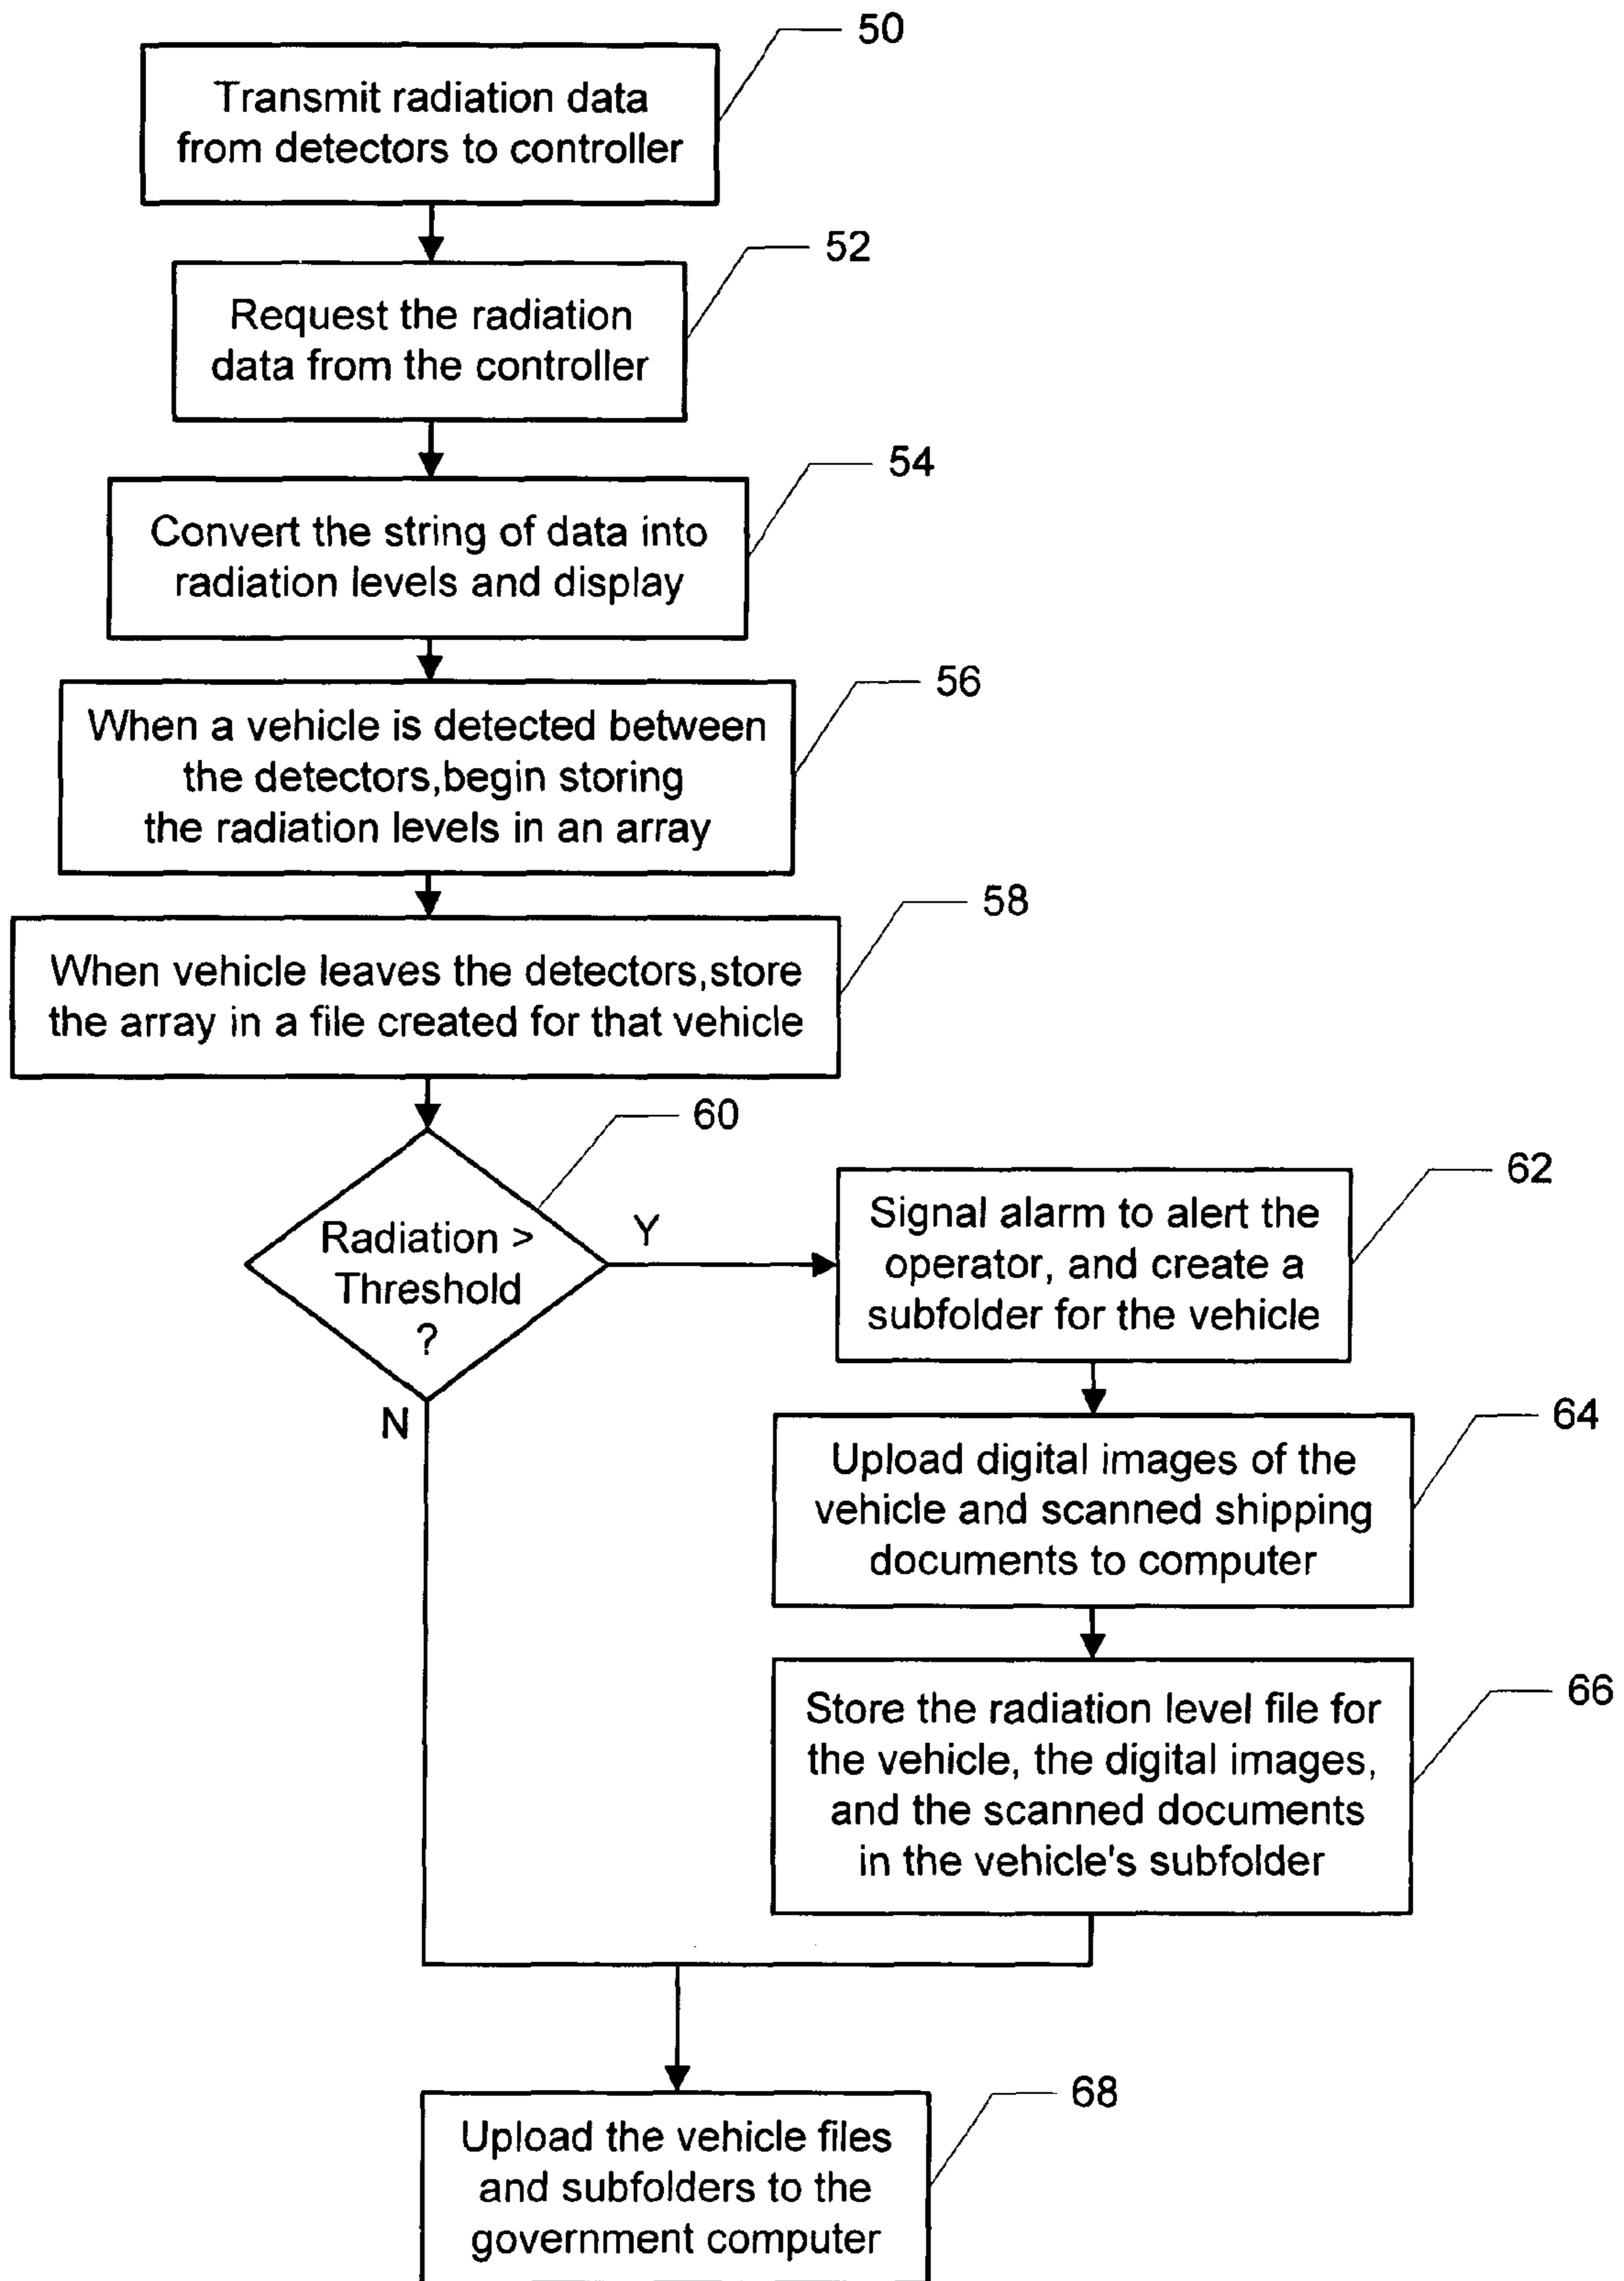 50
Transmit radiation data
from detectors to controller
52
Request the radiation
data from the controller
54
Convert the string of data into
radiation levels and display
56
When a vehicle is detected between
the detectors,begin storing
the radiation levels in an array
58
When vehicle leaves the detectors,store
the array in a file created for that vehicle
60
Radiation >
Threshold
?
Y
N
62
Signal alarm to alert the
operator, and create a
subfolder for the vehicle
64
Upload digital images of the
vehicle and scanned shipping
documents to computer
66
Store the radiation level file for
the vehicle, the digital images,
and the scanned documents
in the vehicle's subfolder
68
Upload the vehicle files
and subfolders to the
government computer